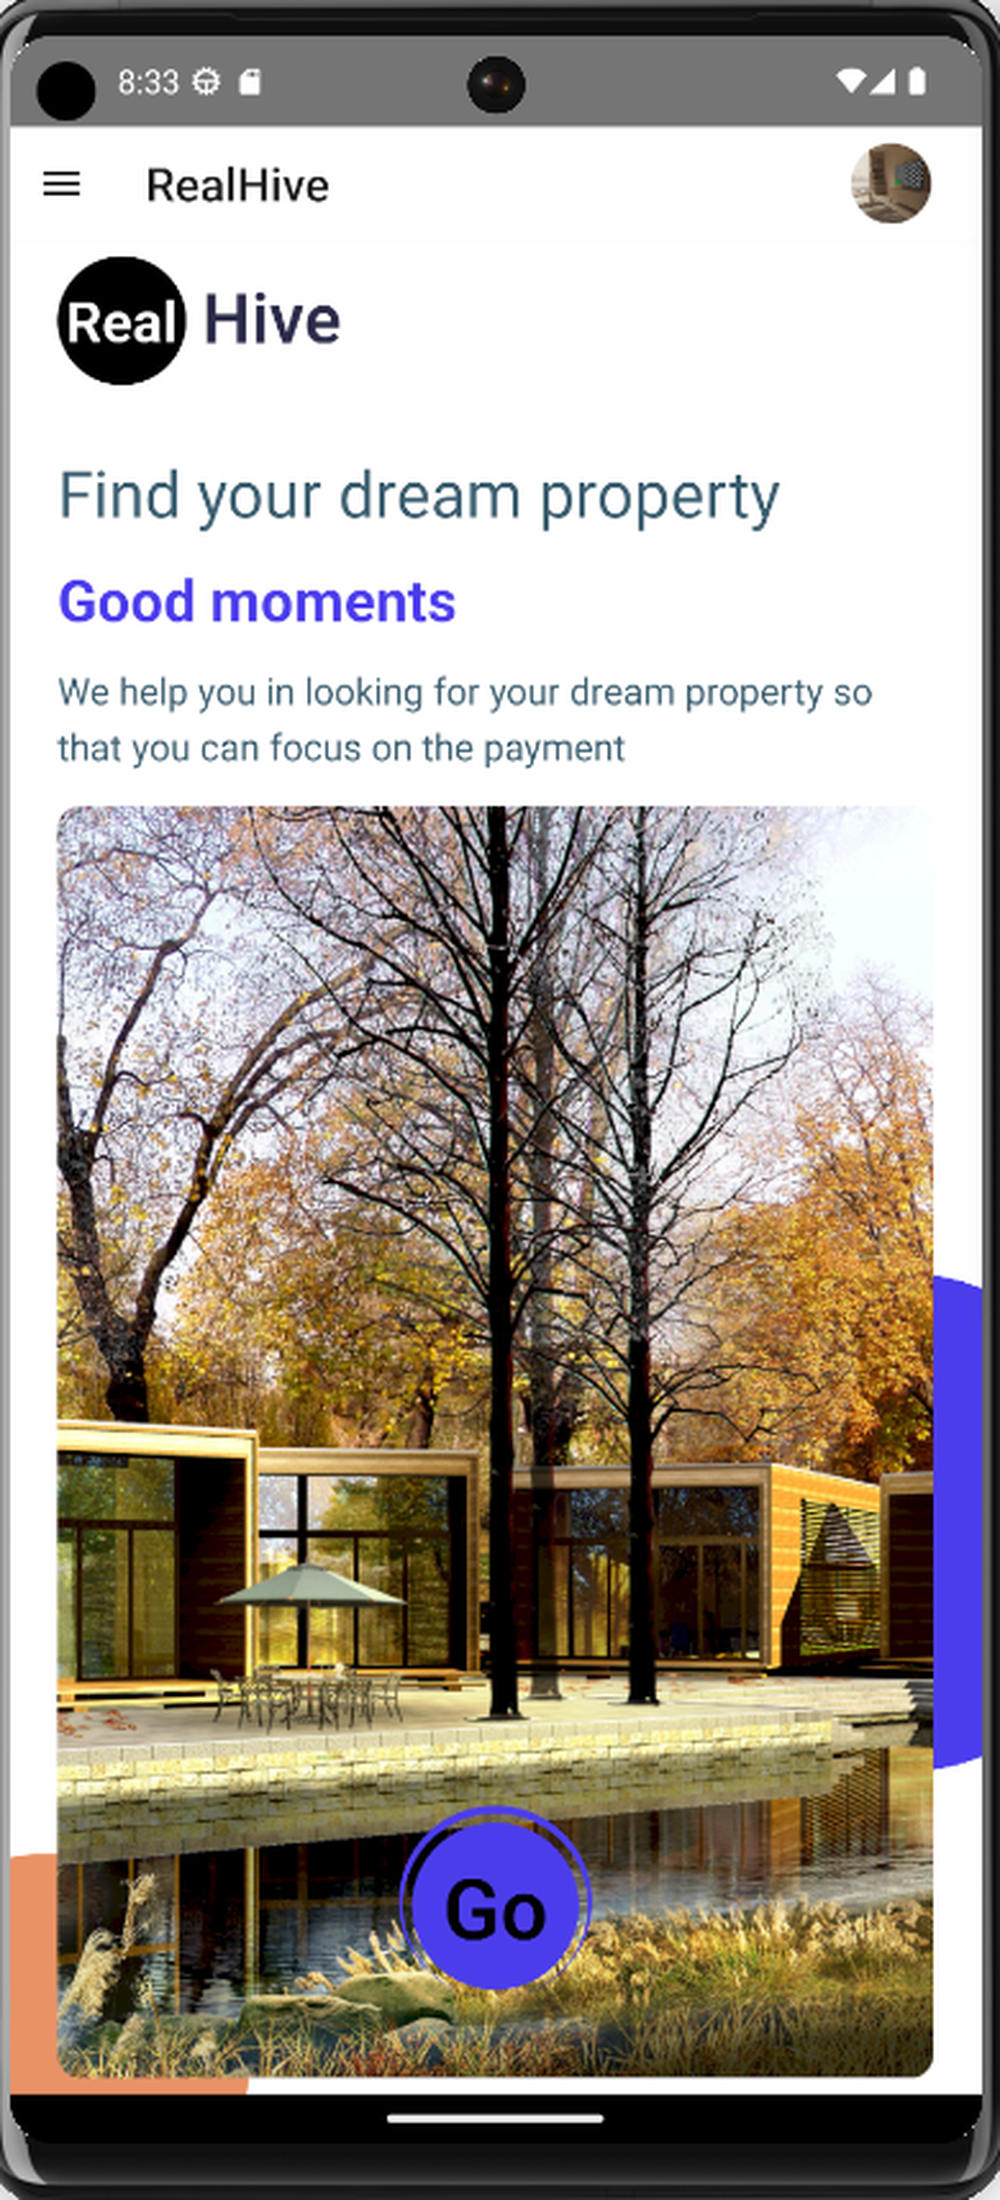 8:33
RealHive
Real Hive
Find your dream property
Good moments
We help you in looking for your dream property so
that you can focus on the payment
Go